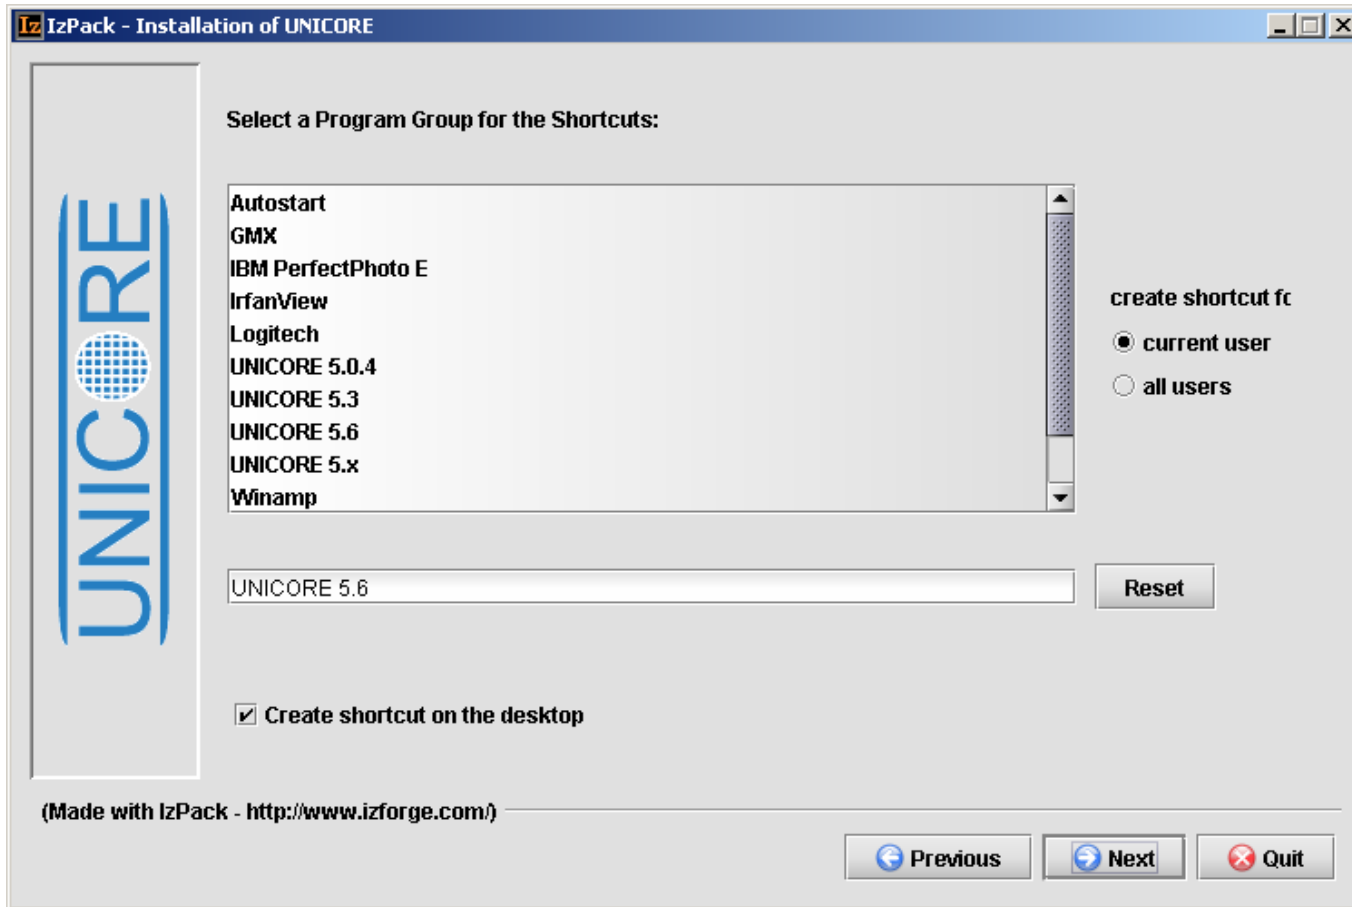 Iz IzPack - Installation of UNICORE
UNICORE
Select a Program Group for the Shortcuts:
Autostart
GMX
IBM PerfectPhoto E
IrfanView
Logitech
UNICORE 5.0.4
UNICORE 5.3
UNICORE 5.6
UNICORE 5.x
Winamp
create shortcut fo
current user
all users
UNICORE 5.6
Reset
Create shortcut on the desktop
(Made with IzPack - http://www.izforge.com/)
Previous
Next
Quit